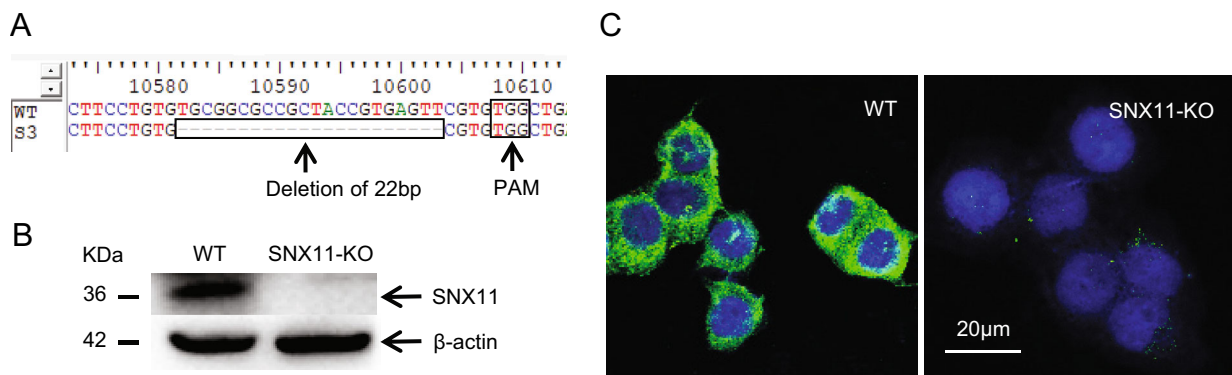 A
10580 10590 10600 10610
WT CTTCCTGTGTGCGGCGCCGCTACCGTGAGTTCGTGTGGCTG
S3 CTTCCTGTG----------------------CGTGTGGCTG
Deletion of 22bp
PAM
B
KDa WT SNX11-KO
36 SNX11
42 β-actin
C
WT
SNX11-KO
20μm